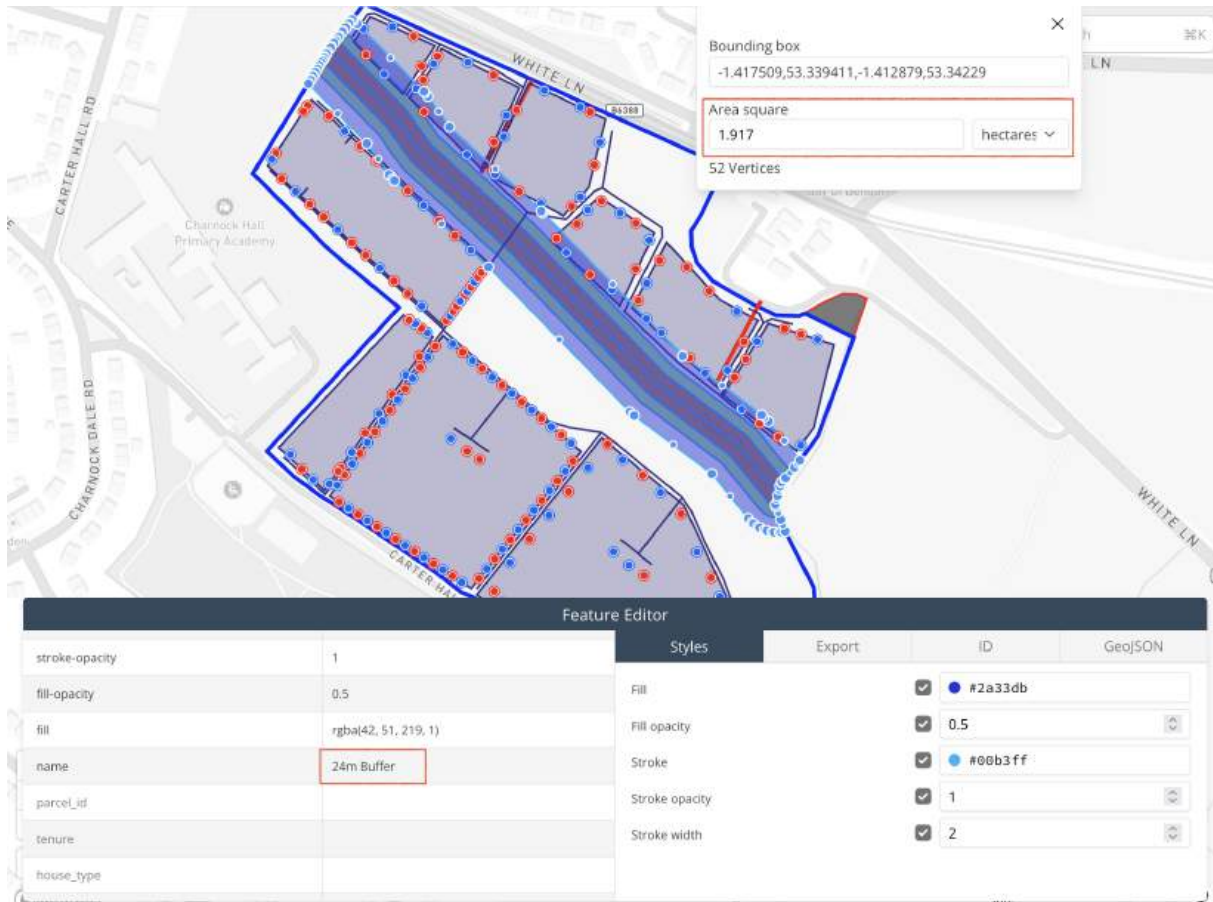 Bounding box
-1.417509,53.339411,-1.412879,53.34229
Area square
1.917
hectares
52 Vertices
⌘K
LN
WHITE LN
B6388
CARTER HALL RD
Charnock Hall
Primary Academy
CHARNOCK DALE RD
WHITE LN
CARTER HA
Feature Editor
stroke-opacity
1
fill-opacity
0.5
fill
rgba(42, 51, 219, 1)
name
24m Buffer
parcel_id
tenure
house_type
Styles
Export
ID
GeoJSON
Fill
#2a33db
Fill opacity
0.5
Stroke
#00b3ff
Stroke opacity
1
Stroke width
2